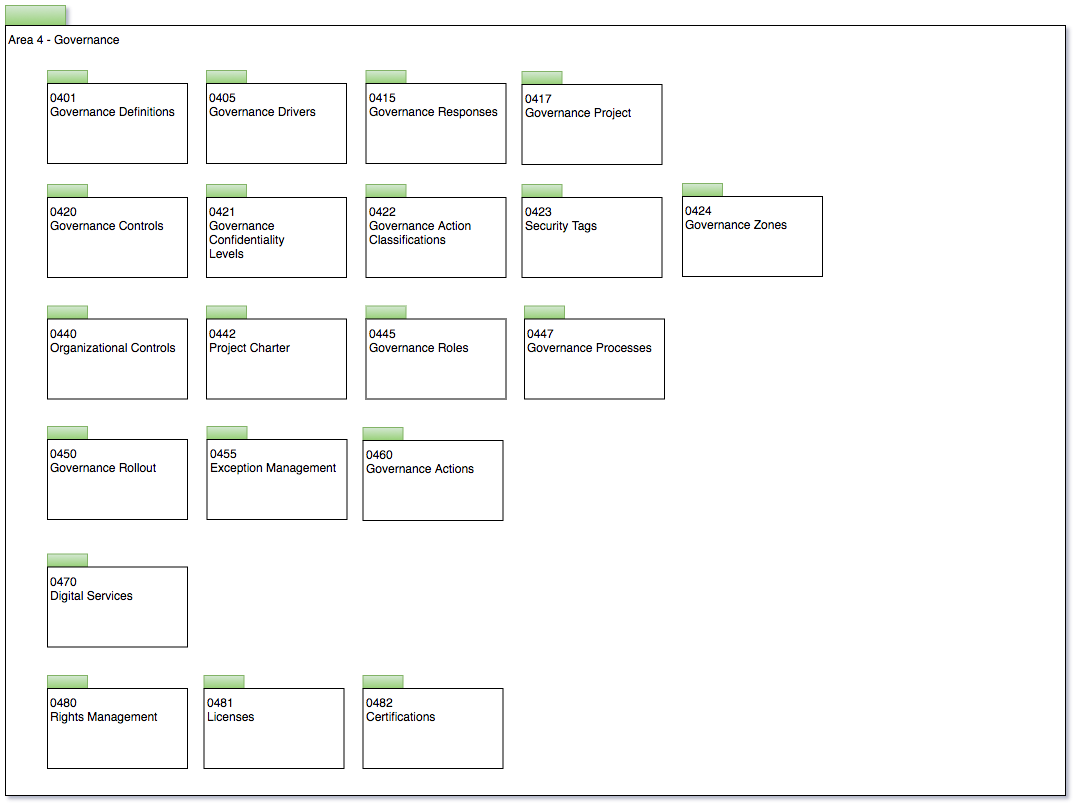 Area 4 - Governance
0401
Governance Definitions
0405
Governance Drivers
0415
Governance Responses
0417
Governance Project
0420
Governance Controls
0421
Governance
Confidentiality
Levels
0422
Governance Action
Classifications
0423
Security Tags
0424
Governance Zones
0440
Organizational Controls
0442
Project Charter
0445
Governance Roles
0447
Governance Processes
0450
Governance Rollout
0455
Exception Management
0460
Governance Actions
0470
Digital Services
0480
Rights Management
0481
Licenses
0482
Certifications